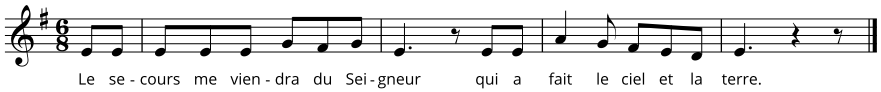 Le se - cours me vien - dra du Sei - gneur qui a fait le ciel et la terre.